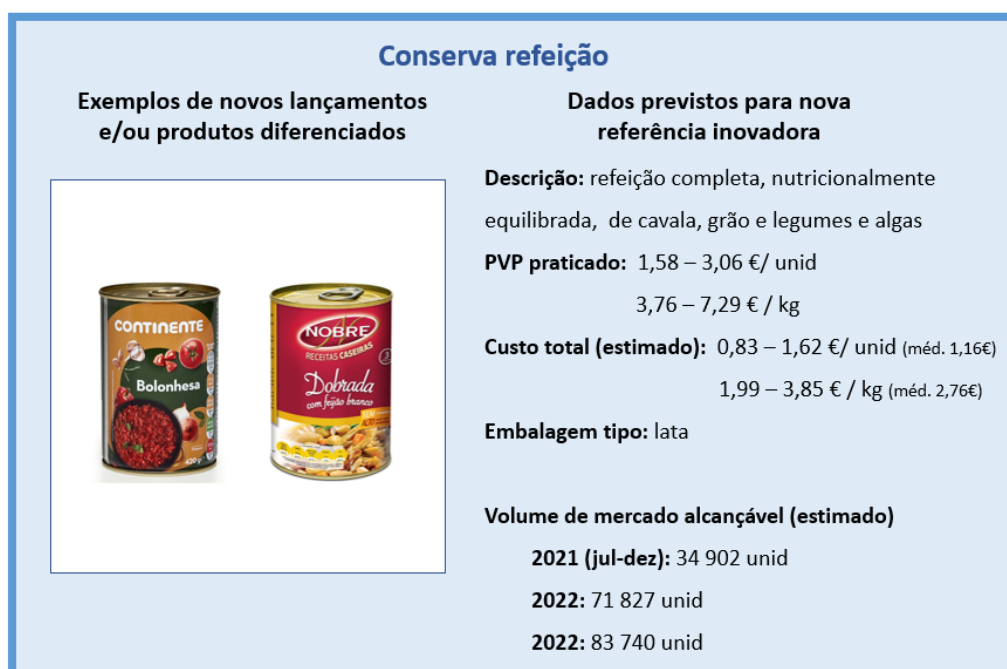 Conserva refeição
Exemplos de novos lançamentos
e/ou produtos diferenciados
CONTINENTE
Bolonhesa
420 g
NOBRE
RECEITAS CASEIRAS
Dobrada
com feijão branco
SEM
Dados previstos para nova
referência inovadora
Descrição: refeição completa, nutricionalmente
equilibrada, de cavala, grão e legumes e algas
PVP praticado: 1,58 – 3,06 €/ unid
3,76 – 7,29 € / kg
Custo total (estimado): 0,83 – 1,62 €/ unid (méd. 1,16€)
1,99 – 3,85 € / kg (méd. 2,76€)
Embalagem tipo: lata
Volume de mercado alcançável (estimado)
2021 (jul-dez): 34 902 unid
2022: 71 827 unid
2022: 83 740 unid